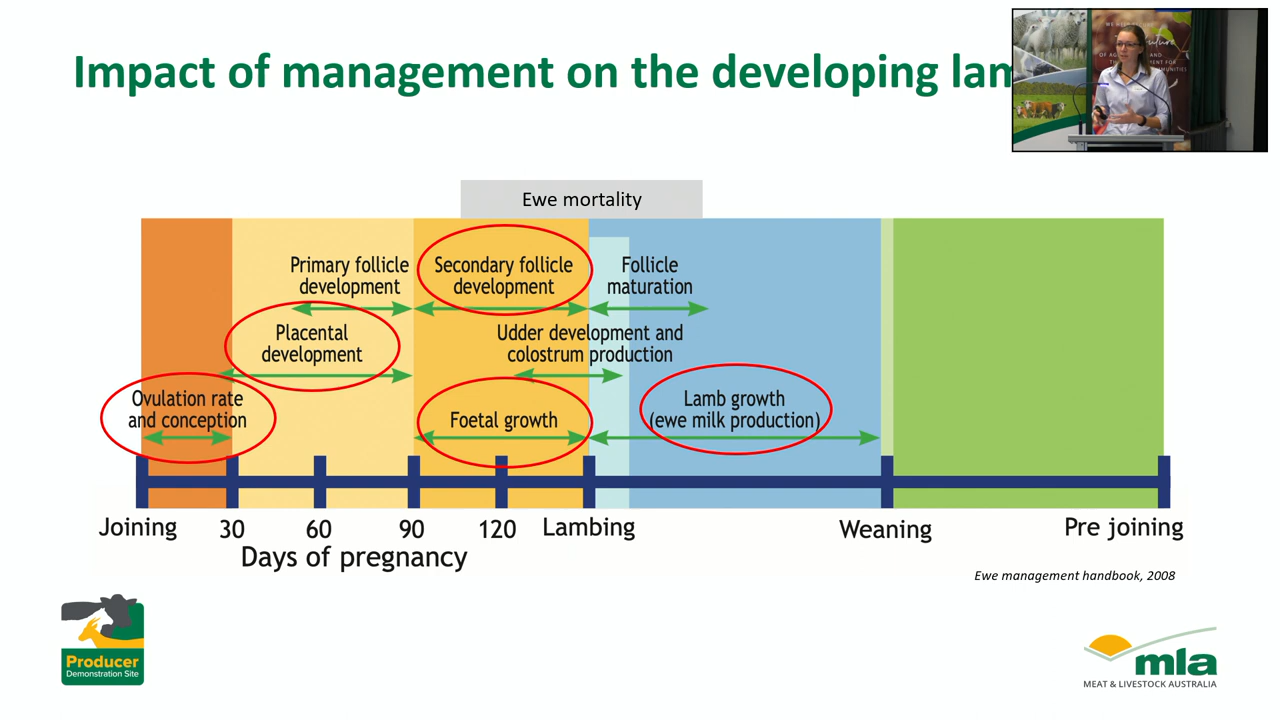 Impact of management on the developing lam
Ewe mortality
Primary follicle
development
Secondary follicle
development
Follicle
maturation
Placental
development
Udder development and
colostrum production
Ovulation rate
and conception
Foetal growth
Lamb growth
(ewe milk production)
Joining 30 60 90 120 Lambing Weaning Pre joining
Days of pregnancy
Ewe management handbook, 2008
Producer
Demonstration Site
mla
MEAT & LIVESTOCK AUSTRALIA